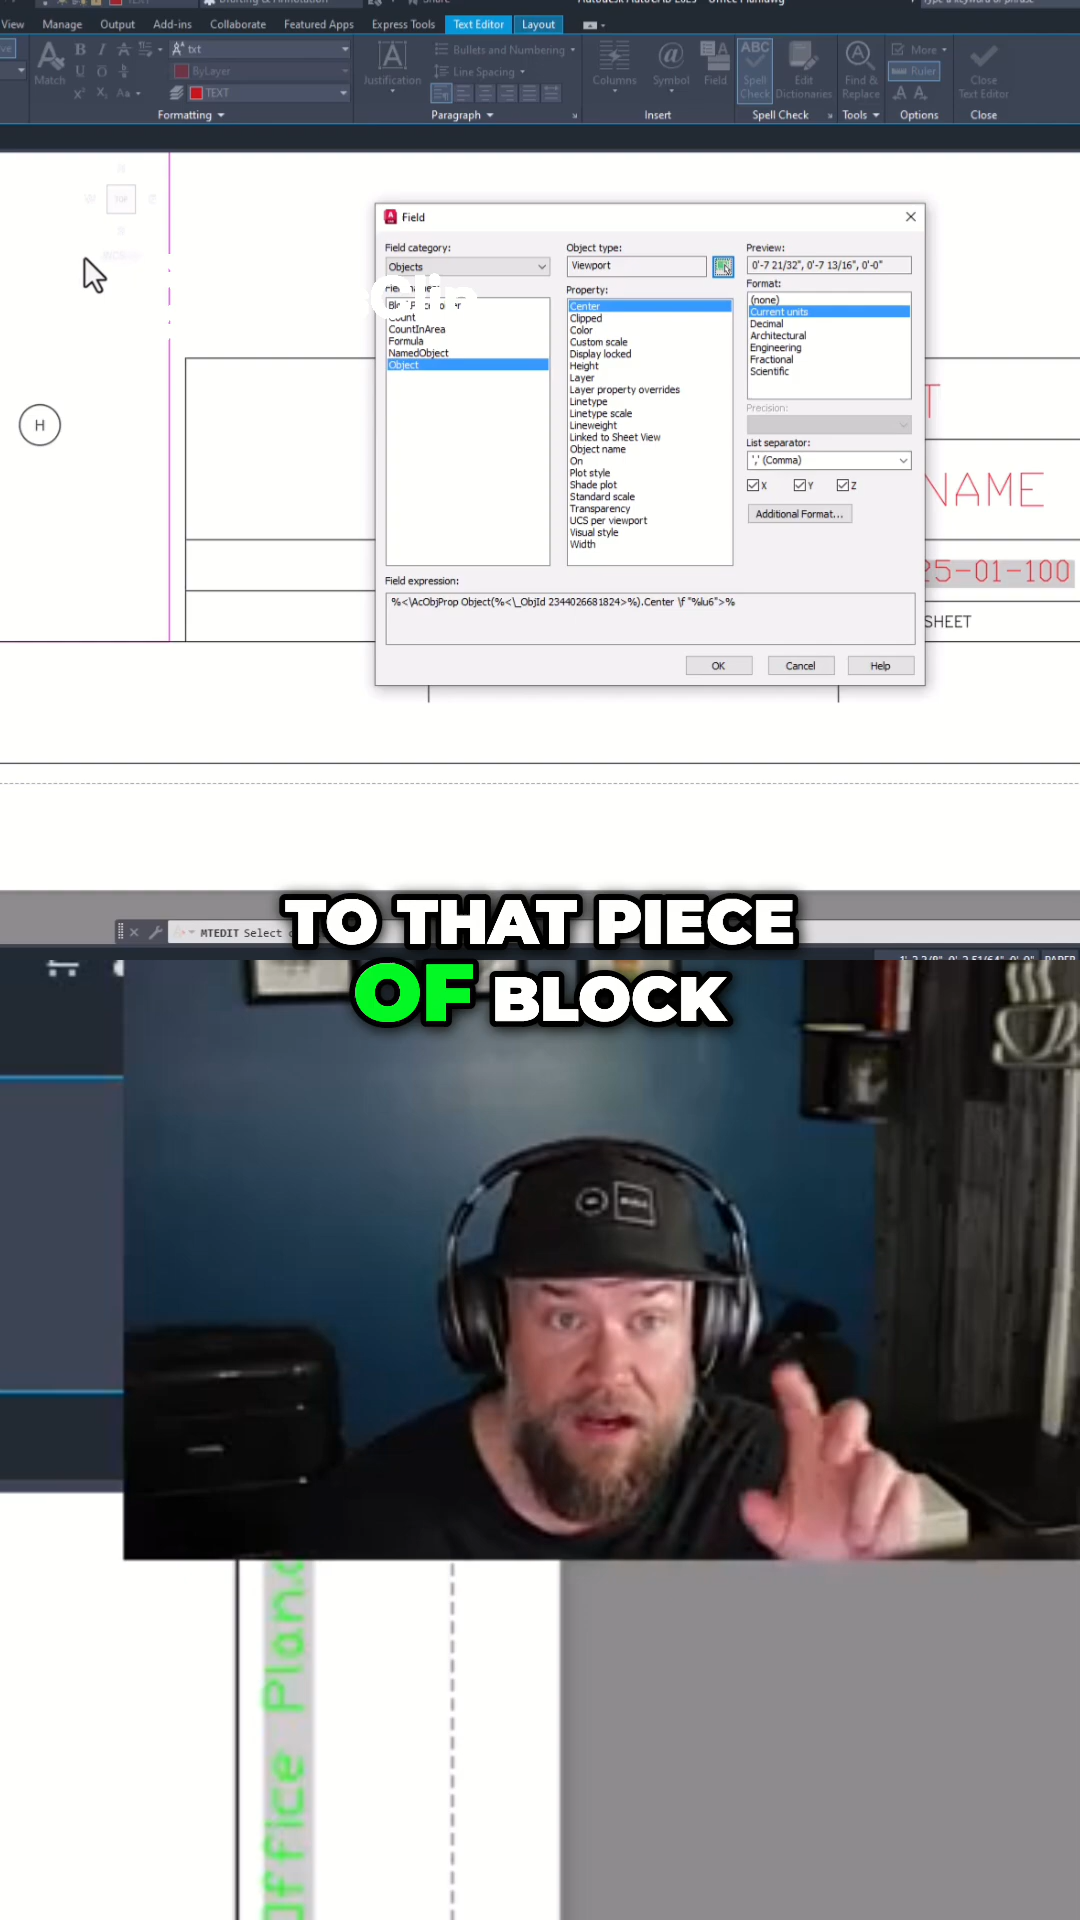 View Manage Output Add-ins Collaborate Featured Apps Express Tools Text Editor Layout
Match
B I
txt
ByLayer
TEXT
Formatting
Justification
Bullets and Numbering
Line Spacing
Paragraph
Columns
Symbol
Field
Insert
ABC
Spell
Check
Edit
Dictionaries
Spell Check
Find &
Replace
Tools
More
Ruler
Options
Close
Text Editor
Close
TOP
H
Field
Field category:
Objects
Count
CountInArea
Formula
NamedObject
Object
Object type:
Viewport
Property:
Center
Clipped
Color
Custom scale
Display locked
Height
Layer
Layer property overrides
Linetype
Linetype scale
Lineweight
Linked to Sheet View
Object name
On
Plot style
Shade plot
Standard scale
Transparency
UCS per viewport
Visual style
Width
Preview:
0'-7 21/32", 0'-7 13/16", 0'-0"
Format:
(none)
Current units
Decimal
Architectural
Engineering
Fractional
Scientific
Precision:
List separator:
',' (Comma)
X Y Z
Additional Format...
Field expression:
%<\AcObjProp Object(%<\_ObjId 2344026681824>%).Center \f "%lu6">%
OK Cancel Help
T
NAME
25-01-100
SHEET
MTEDIT Select
TO THAT PIECE
OF BLOCK
Office Plan.